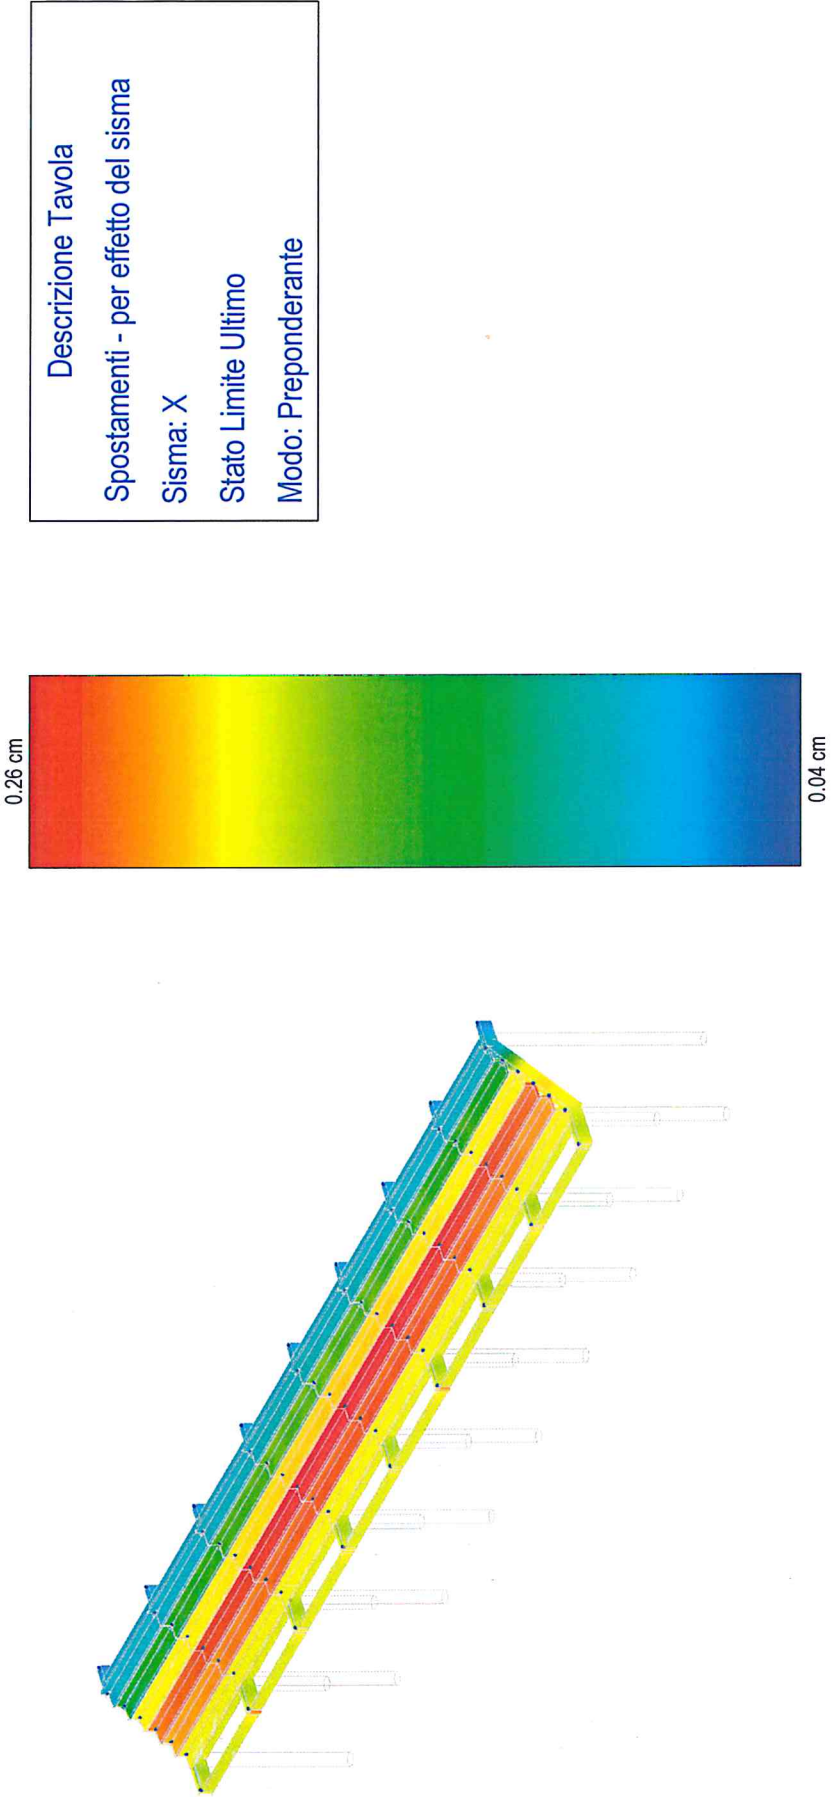 Descrizione Tavola
Spostamenti - per effetto del sisma
Sisma: X
Stato Limite Ultimo
Modo: Preponderante
0.26 cm
0.04 cm